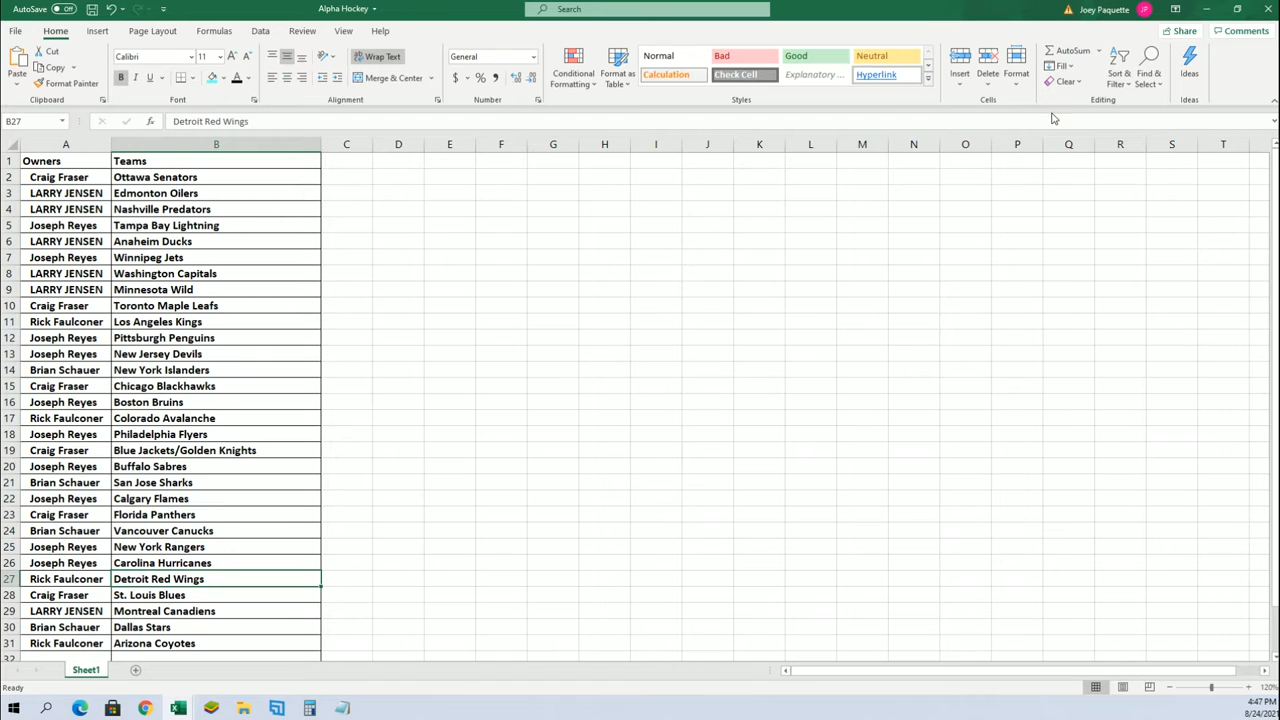 AutoSave Off Alpha Hockey Search Joey Paquette JP
File Home Insert Page Layout Formulas Data Review View Help Share Comments
Paste Cut Copy Format Painter Clipboard
Calibri 11 B I U A Font
Wrap Text Merge & Center Alignment
General $ % Number
Conditional Formatting Format as Table
Normal Bad Good Neutral
Calculation Check Cell Explanatory ... Hyperlink
Styles
Insert Delete Format Cells
AutoSum Fill Clear Sort & Filter Find & Select Editing
Ideas Ideas
B27 fx Detroit Red Wings
A B C D E F G H I J K L M N O P Q R S T
1 Owners Teams
2 Craig Fraser Ottawa Senators
3 LARRY JENSEN Edmonton Oilers
4 LARRY JENSEN Nashville Predators
5 Joseph Reyes Tampa Bay Lightning
6 LARRY JENSEN Anaheim Ducks
7 Joseph Reyes Winnipeg Jets
8 LARRY JENSEN Washington Capitals
9 LARRY JENSEN Minnesota Wild
10 Craig Fraser Toronto Maple Leafs
11 Rick Faulconer Los Angeles Kings
12 Joseph Reyes Pittsburgh Penguins
13 Joseph Reyes New Jersey Devils
14 Brian Schauer New York Islanders
15 Craig Fraser Chicago Blackhawks
16 Joseph Reyes Boston Bruins
17 Rick Faulconer Colorado Avalanche
18 Joseph Reyes Philadelphia Flyers
19 Craig Fraser Blue Jackets/Golden Knights
20 Joseph Reyes Buffalo Sabres
21 Brian Schauer San Jose Sharks
22 Joseph Reyes Calgary Flames
23 Craig Fraser Florida Panthers
24 Brian Schauer Vancouver Canucks
25 Joseph Reyes New York Rangers
26 Joseph Reyes Carolina Hurricanes
27 Rick Faulconer Detroit Red Wings
28 Craig Fraser St. Louis Blues
29 LARRY JENSEN Montreal Canadiens
30 Brian Schauer Dallas Stars
31 Rick Faulconer Arizona Coyotes
32
Sheet1
Ready 120%
4:47 PM
8/24/2021